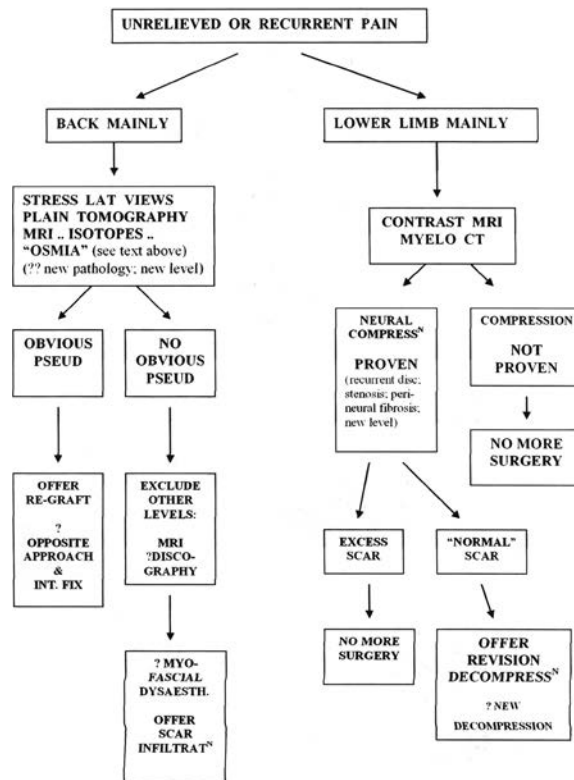 UNRELIEVED OR RECURRENT PAIN
BACK MAINLY
LOWER LIMB MAINLY
STRESS LAT VIEWS
PLAIN TOMOGRAPHY
MRI .. ISOTOPES ..
“OSMIA” (see text above)
(?? new pathology; new level)
CONTRAST MRI
MYELO CT
OBVIOUS
PSEUD
NO
OBVIOUS
PSEUD
NEURAL
COMPRESSᴺ
PROVEN
(recurrent disc;
stenosis; peri-
neural fibrosis;
new level)
COMPRESSION
NOT
PROVEN
NO MORE
SURGERY
OFFER
RE-GRAFT
?
OPPOSITE
APPROACH
&
INT. FIX
EXCLUDE
OTHER
LEVELS:
MRI
?DISCO-
GRAPHY
EXCESS
SCAR
“NORMAL”
SCAR
NO MORE
SURGERY
OFFER
REVISION
DECOMPRESSᴺ
? NEW
DECOMPRESSION
? MYO-
FASCIAL
DYSAESTH.
OFFER
SCAR
INFILTRATᴺ